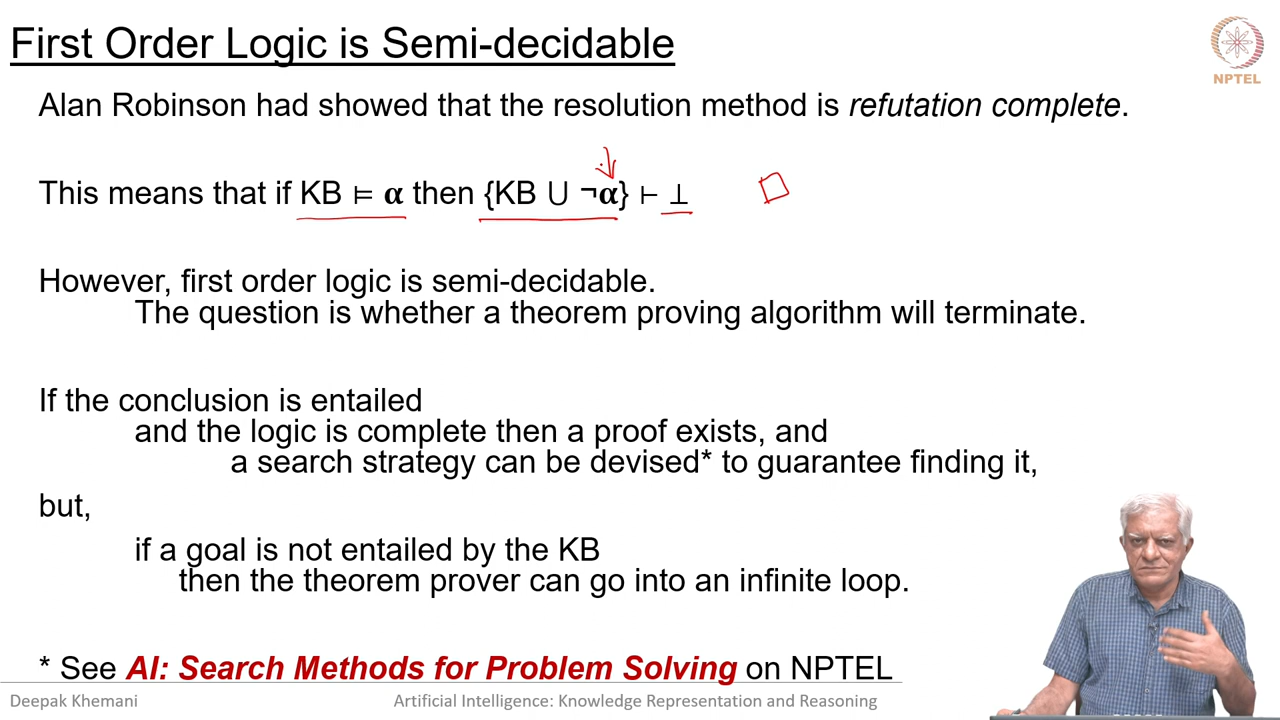 First Order Logic is Semi-decidable
NPTEL
Alan Robinson had showed that the resolution method is refutation complete.
This means that if KB ⊨ α then {KB ⋃ ¬α} ⊢ ⊥
However, first order logic is semi-decidable.
The question is whether a theorem proving algorithm will terminate.
If the conclusion is entailed
and the logic is complete then a proof exists, and
a search strategy can be devised* to guarantee finding it,
but,
if a goal is not entailed by the KB
then the theorem prover can go into an infinite loop.
* See AI: Search Methods for Problem Solving on NPTEL
Deepak Khemani
Artificial Intelligence: Knowledge Representation and Reasoning